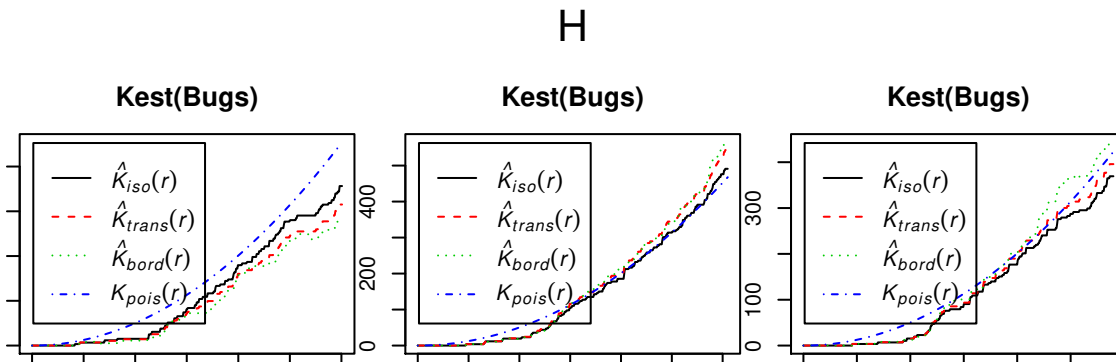 H
Kest(Bugs)
Kest(Bugs)
Kest(Bugs)
K̂iso(r)
K̂trans(r)
K̂bord(r)
Kpois(r)
0
200
400
K̂iso(r)
K̂trans(r)
K̂bord(r)
Kpois(r)
0
100
300
K̂iso(r)
K̂trans(r)
K̂bord(r)
Kpois(r)